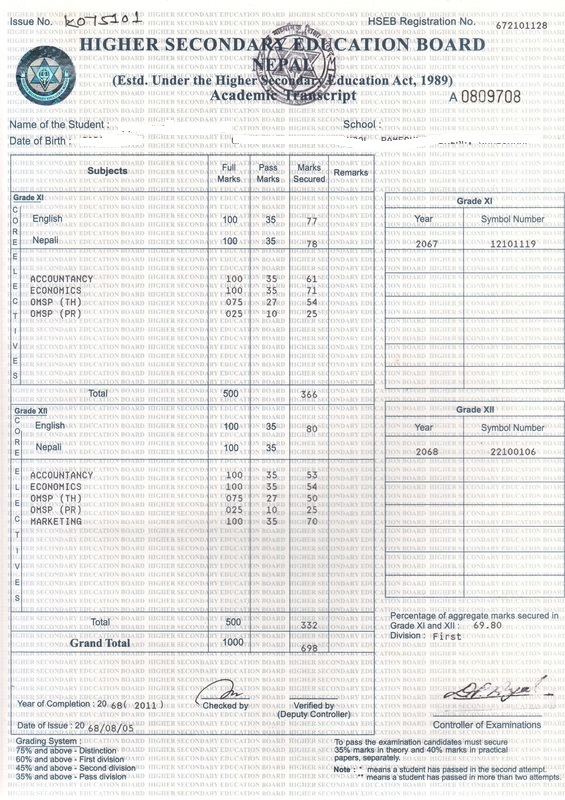 Issue No. K075101 HSEB Registration No. 672101128
HIGHER SECONDARY EDUCATION BOARD
NEPAL
(Estd. Under the Higher Secondary Education Act, 1989)
Academic Transcript
A 0809708
Name of the Student : School :
Date of Birth :
Subjects Full Marks Pass Marks Marks Secured Remarks
Grade XI
CORE
English 100 35 77
Nepali 100 35 78
ELECTIVES
ACCOUNTANCY 100 35 61
ECONOMICS 100 35 71
OMSP (TH) 075 27 54
OMSP (PR) 025 10 25
Total 500 366
Grade XI
Year Symbol Number
2067 12101119
Grade XII
CORE
English 100 35 80
Nepali 100 35
ELECTIVES
ACCOUNTANCY 100 35 53
ECONOMICS 100 35 54
OMSP (TH) 075 27 50
OMSP (PR) 025 10 25
MARKETING 100 35 70
Total 500 332
Grand Total 1000 698
Grade XII
Year Symbol Number
2068 22100106
Percentage of aggregate marks secured in
Grade XI and XII : 69.80
Division : First
Year of Completion : 20 68( 2011 )
Checked by
Verified by
(Deputy Controller)
Controller of Examinations
Date of Issue : 20 68/08/05
Grading System :
75% and above - Distinction
60% and above - First division
45% and above - Second division
35% and above - Pass division
To pass the examination candidates must secure
35% marks in theory and 40% marks in practical
papers, separately.
Note : * means a student has passed in the second attempt.
** means a student has passed in more than two attempts.